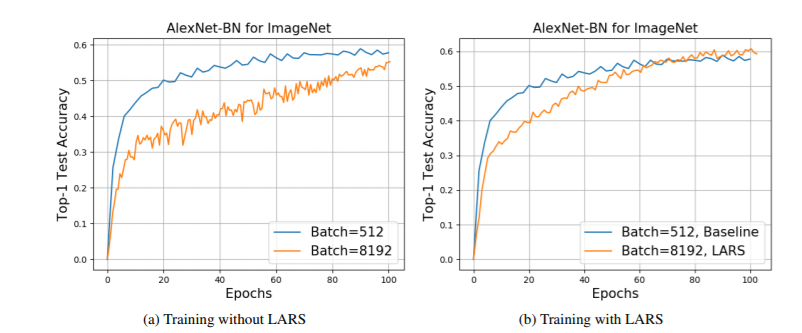 AlexNet-BN for ImageNet
Top-1 Test Accuracy
0.6
0.5
0.4
0.3
0.2
0.1
0.0
0 20 40 60 80 100
Epochs
Batch=512
Batch=8192
(a) Training without LARS
AlexNet-BN for ImageNet
Top-1 Test Accuracy
0.6
0.5
0.4
0.3
0.2
0.1
0.0
0 20 40 60 80 100
Epochs
Batch=512, Baseline
Batch=8192, LARS
(b) Training with LARS